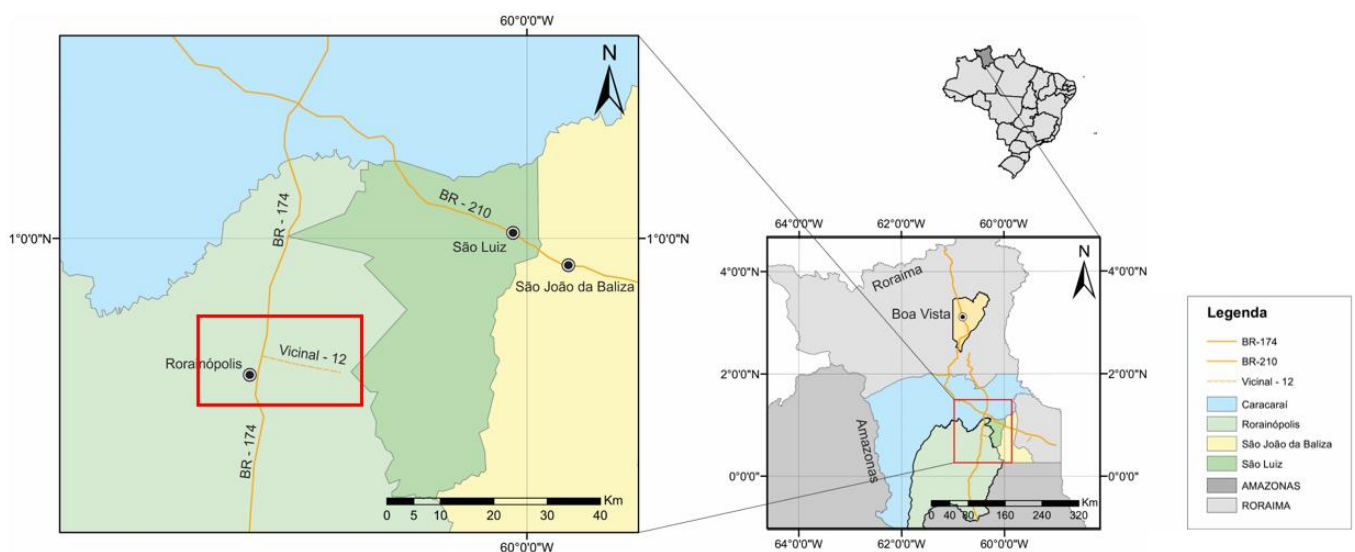 60°0'0"W
N
BR - 174
BR - 210
1°0'0"N
1°0'0"N
São Luiz
São João da Baliza
Vicinal - 12
Rorainópolis
BR - 174
Km
0 5 10 20 30 40
60°0'0"W
64°0'0"W 62°0'0"W 60°0'0"W
N
4°0'0"N
4°0'0"N
Roraima
Boa Vista
2°0'0"N
2°0'0"N
Amazonas
0°0'0"
0°0'0"
Km
0 40 80 160 240 320
64°0'0"W 62°0'0"W 60°0'0"W
Legenda
BR-174
BR-210
Vicinal - 12
Caracaraí
Rorainópolis
São João da Baliza
São Luiz
AMAZONAS
RORAIMA